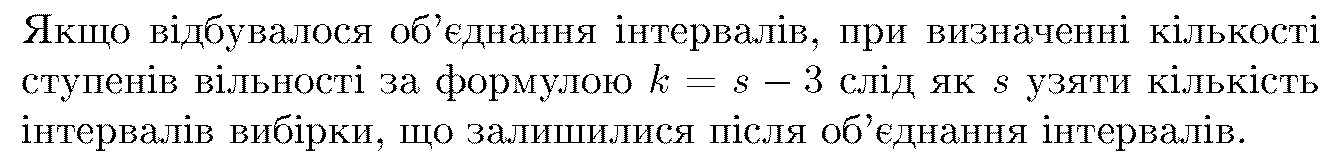 Якщо відбувалося об’єднання інтервалів, при визначенні кількості
ступенів вільності за формулою k = s − 3 слід як s узяти кількість
інтервалів вибірки, що залишилися після об’єднання інтервалів.